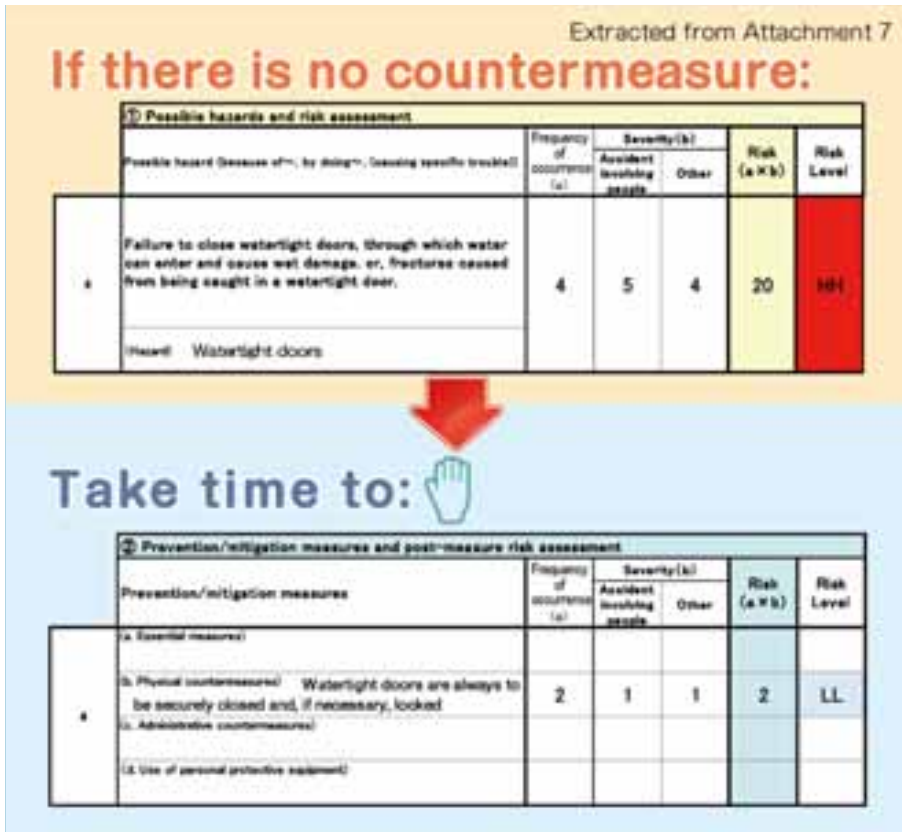 Extracted from Attachment 7
If there is no countermeasure:
① Possible hazards and risk assessment
Possible hazard (because of~, by doing~, (causing specific trouble))
Frequency of occurrence (a)
Severity(b)
Accident involving people
Other
Risk (a×b)
Risk Level
Failure to close watertight doors, through which water
can enter and cause wet damage, or, fractures caused
from being caught in a watertight door.
4
5
4
20
HH
(Hazard) Watertight doors
Take time to:
② Prevention/mitigation measures and post-measure risk assessment
Prevention/mitigation measures
Frequency of occurrence (a)
Severity(b)
Accident involving people
Other
Risk (a×b)
Risk Level
(a. Essential measures)
(b. Physical countermeasures) Watertight doors are always to
be securely closed and, if necessary, looked
2
1
1
2
LL
(c. Administrative countermeasures)
(d. Use of personal protective equipment)